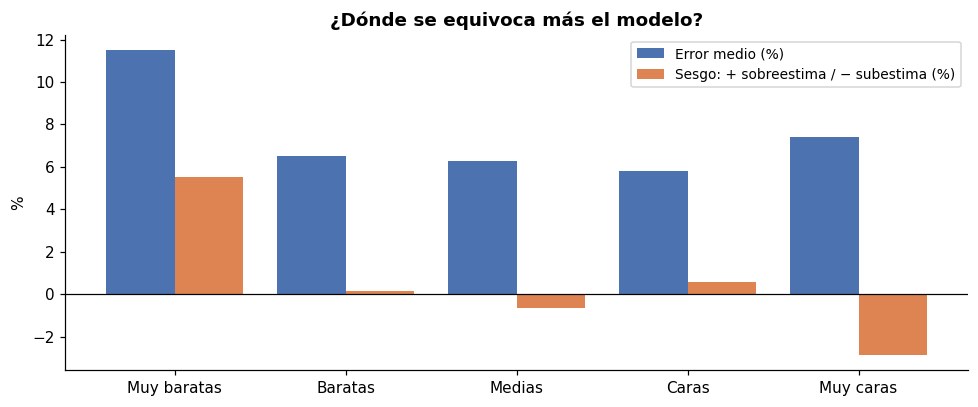 ¿Dónde se equivoca más el modelo?
Error medio (%)
Sesgo: + sobreestima / − subestima (%)
%
12
10
8
6
4
2
0
−2
Muy baratas
Baratas
Medias
Caras
Muy caras